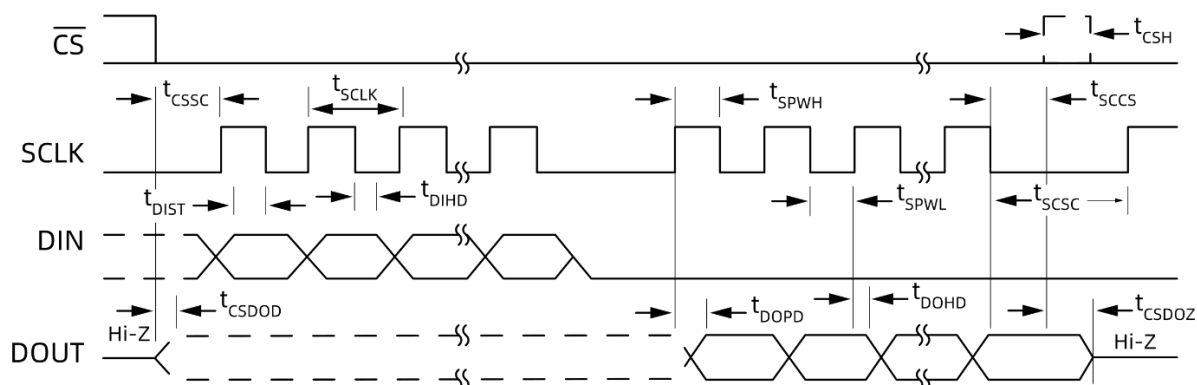 CS
t_CSH
t_CSSC
t_SCLK
t_SPWH
t_SCCS
SCLK
t_DIST
t_DIHD
t_SPWL
t_SCSC
DIN
t_CSDOD
t_DOPD
t_DOHD
t_CSDOZ
Hi-Z
Hi-Z
DOUT